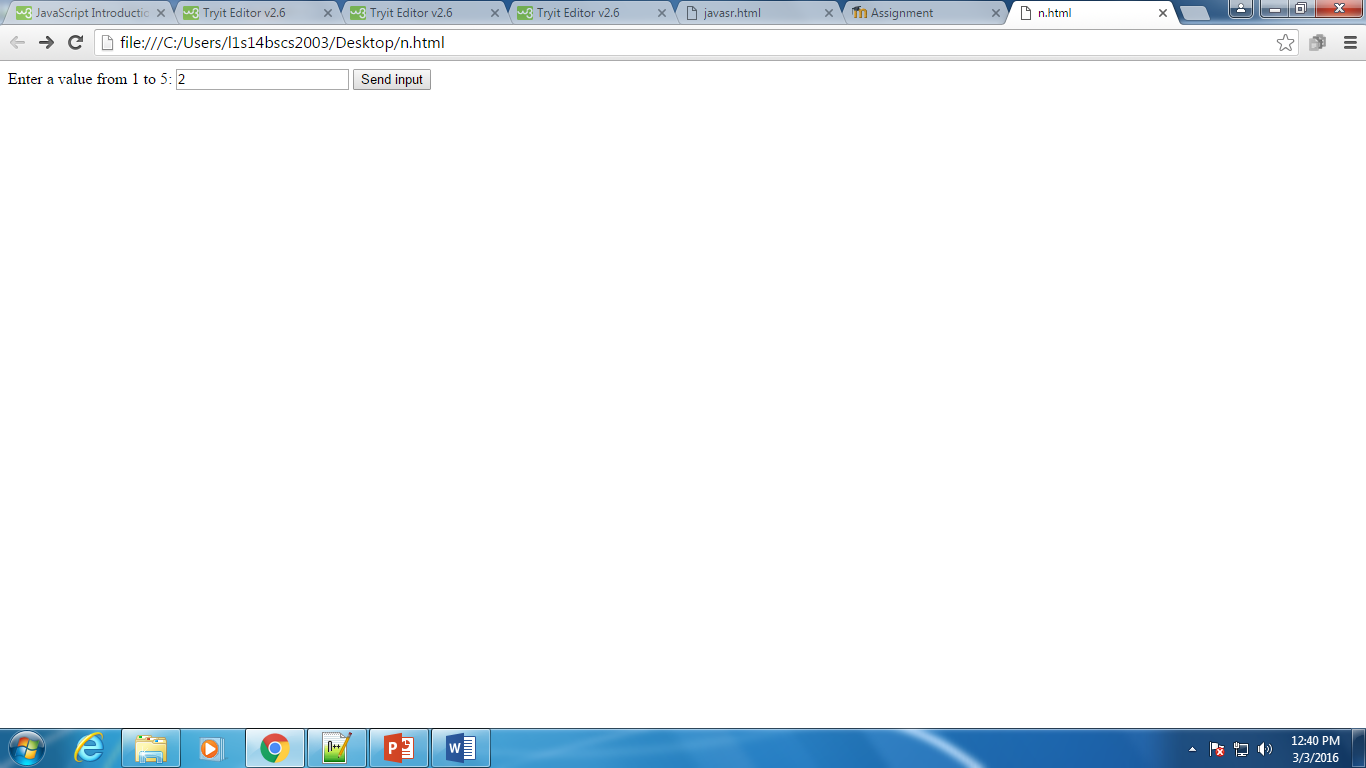 JavaScript Introductic
Tryit Editor v2.6
Tryit Editor v2.6
Tryit Editor v2.6
javasr.html
Assignment
n.html
file:///C:/Users/l1s14bscs2003/Desktop/n.html
Enter a value from 1 to 5: 2 Send input
12:40 PM
3/3/2016